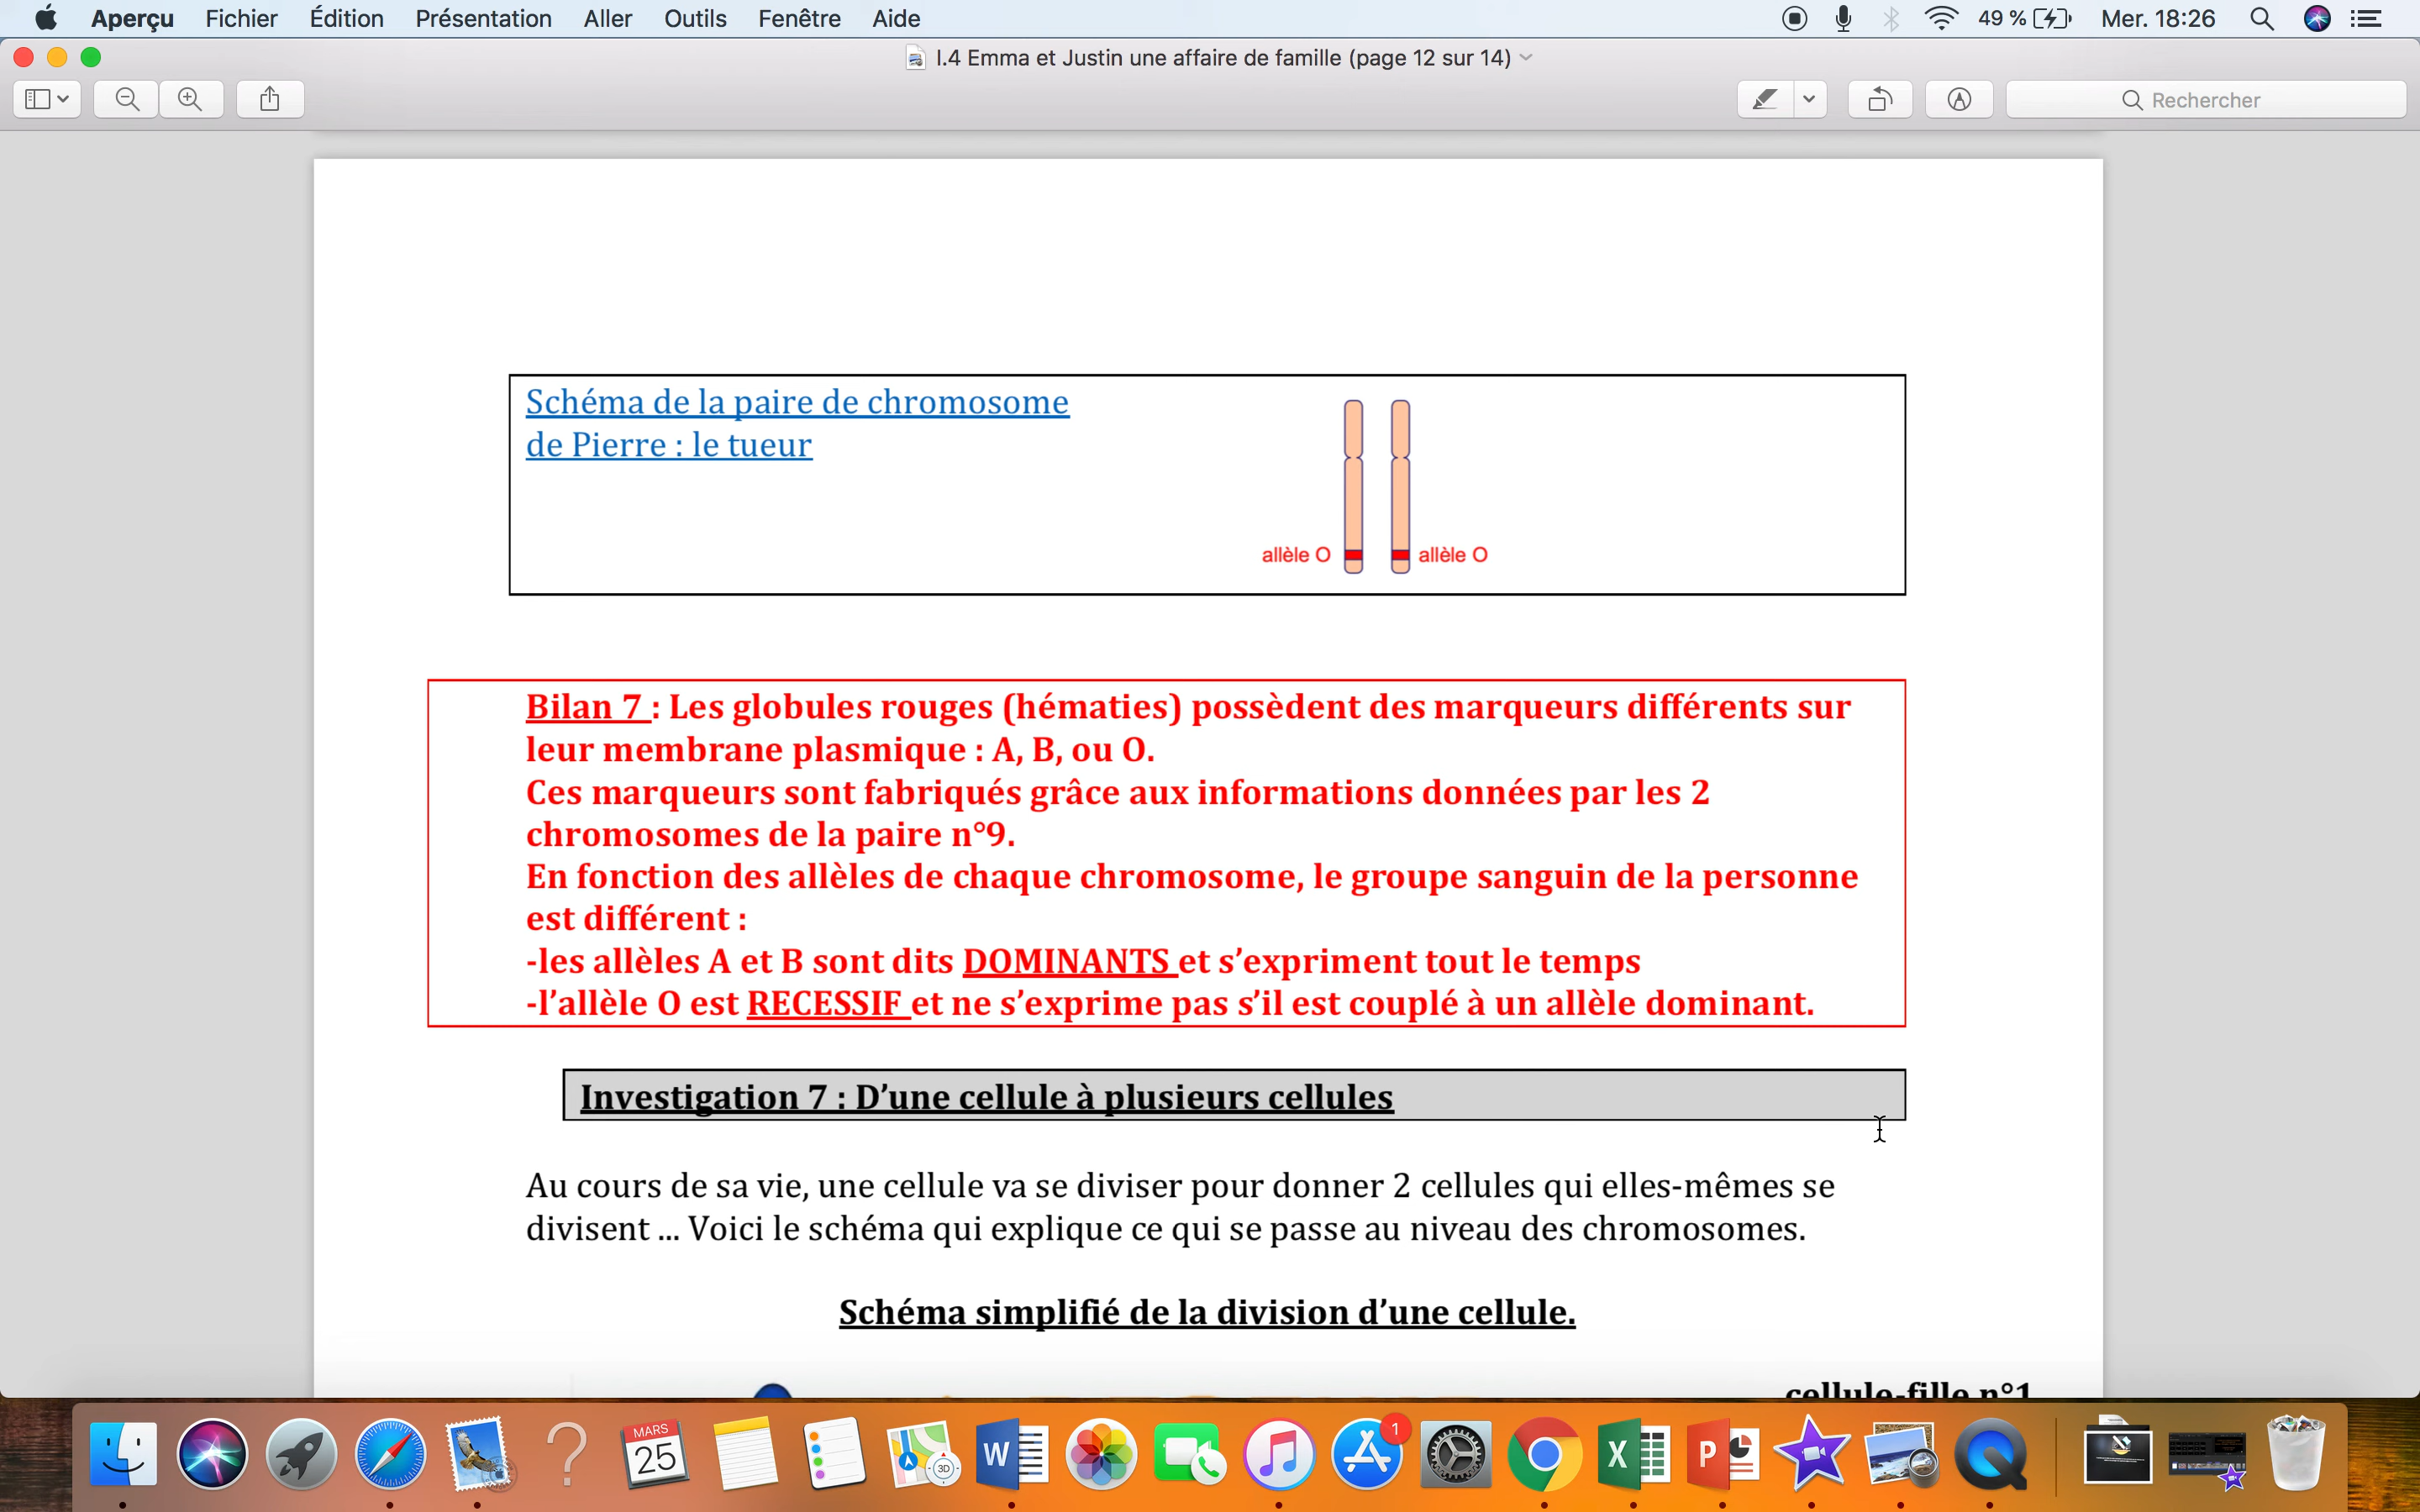 Aperçu Fichier Édition Présentation Aller Outils Fenêtre Aide 49 % Mer. 18:26
I.4 Emma et Justin une affaire de famille (page 12 sur 14)
Rechercher
Schéma de la paire de chromosome
de Pierre : le tueur
allèle O allèle O
Bilan 7 : Les globules rouges (hématies) possèdent des marqueurs différents sur
leur membrane plasmique : A, B, ou O.
Ces marqueurs sont fabriqués grâce aux informations données par les 2
chromosomes de la paire n°9.
En fonction des allèles de chaque chromosome, le groupe sanguin de la personne
est différent :
-les allèles A et B sont dits DOMINANTS et s’expriment tout le temps
-l’allèle O est RECESSIF et ne s’exprime pas s’il est couplé à un allèle dominant.
Investigation 7 : D’une cellule à plusieurs cellules
Au cours de sa vie, une cellule va se diviser pour donner 2 cellules qui elles-mêmes se
divisent ... Voici le schéma qui explique ce qui se passe au niveau des chromosomes.
Schéma simplifié de la division d’une cellule.
cellule-fille n°1
MARS
25
3D
W
1
X
P